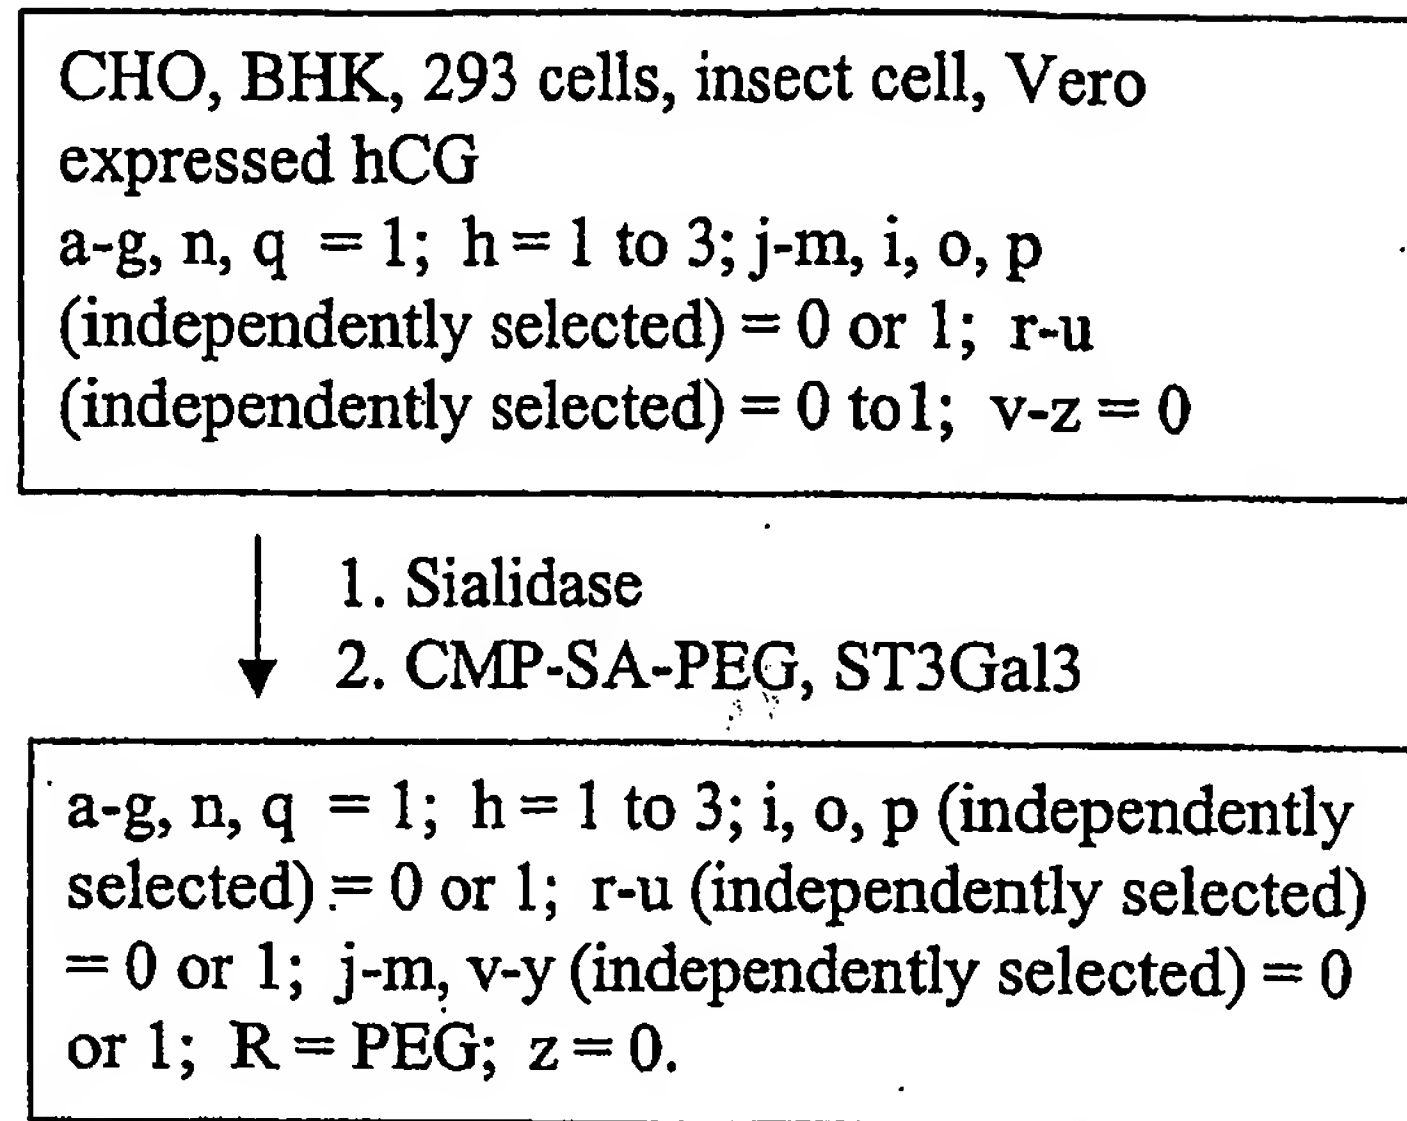 CHO, BHK, 293 cells, insect cell, Vero
expressed hCG
a-g, n, q = 1; h = 1 to 3; j-m, i, o, p
(independently selected) = 0 or 1; r-u
(independently selected) = 0 to1; v-z = 0
1. Sialidase
2. CMP-SA-PEG, ST3Gal3
a-g, n, q = 1; h = 1 to 3; i, o, p (independently
selected) = 0 or 1; r-u (independently selected)
= 0 or 1; j-m, v-y (independently selected) = 0
or 1; R = PEG; z = 0.